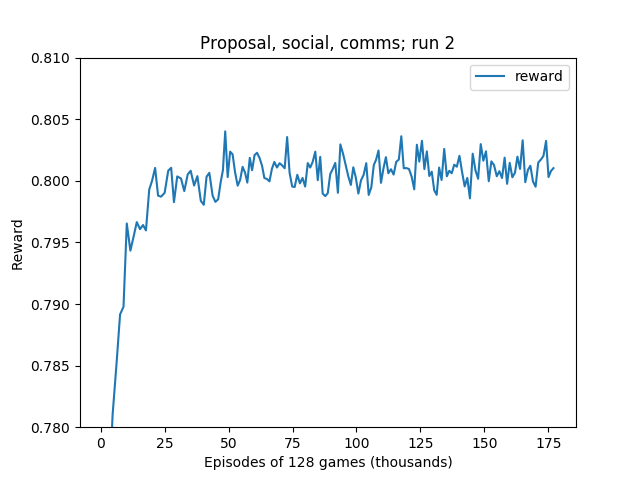 Proposal, social, comms; run 2
reward
0.810
0.805
0.800
0.795
0.790
0.785
0.780
Reward
0 25 50 75 100 125 150 175
Episodes of 128 games (thousands)